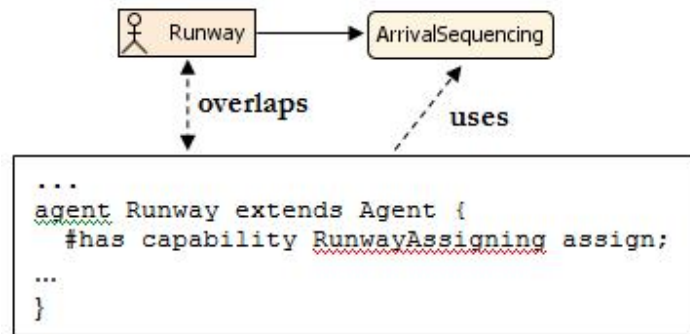 Runway
ArrivalSequencing
overlaps
uses
...
agent Runway extends Agent {
#has capability RunwayAssigning assign;
...
}